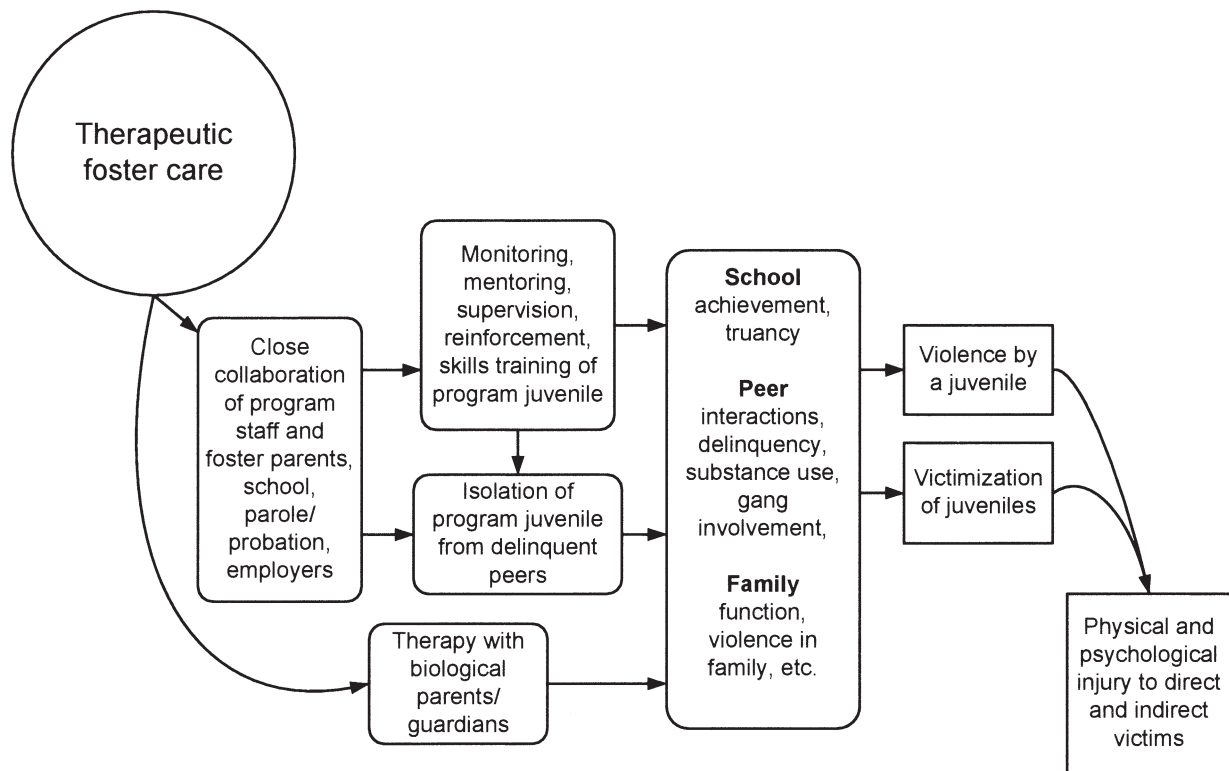 Therapeutic
foster care
Close
collaboration
of program
staff and
foster parents,
school,
parole/
probation,
employers
Monitoring,
mentoring,
supervision,
reinforcement,
skills training of
program juvenile
Isolation of
program juvenile
from delinquent
peers
Therapy with
biological
parents/
guardians
School
achievement,
truancy
Peer
interactions,
delinquency,
substance use,
gang
involvement,
Family
function,
violence in
family, etc.
Violence by
a juvenile
Victimization
of juveniles
Physical and
psychological
injury to direct
and indirect
victims